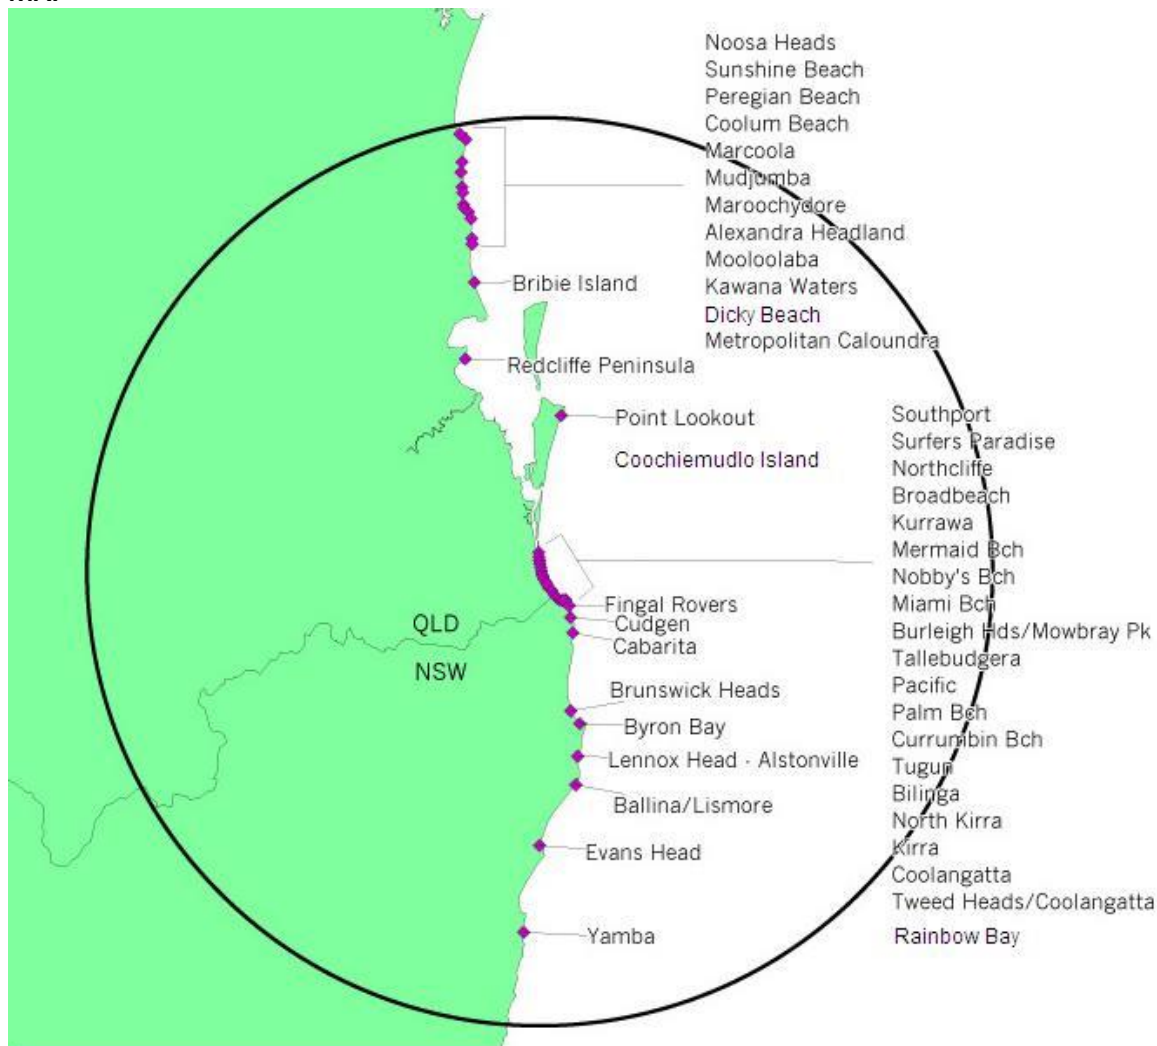 Noosa Heads
Sunshine Beach
Peregian Beach
Coolum Beach
Marcoola
Mudjumba
Maroochydore
Alexandra Headland
Mooloolaba
Kawana Waters
Dicky Beach
Metropolitan Caloundra
Bribie Island
Redcliffe Peninsula
Point Lookout
Coochiemudlo Island
Southport
Surfers Paradise
Northcliffe
Broadbeach
Kurrawa
Mermaid Bch
Nobby's Bch
Miami Bch
Burleigh Hds/Mowbray Pk
Tallebudgera
Pacific
Palm Bch
Currumbin Bch
Tugun
Bilinga
North Kirra
Kirra
Coolangatta
Tweed Heads/Coolangatta
Rainbow Bay
Fingal Rovers
Cudgen
Cabarita
QLD
NSW
Brunswick Heads
Byron Bay
Lennox Head - Alstonville
Ballina/Lismore
Evans Head
Yamba